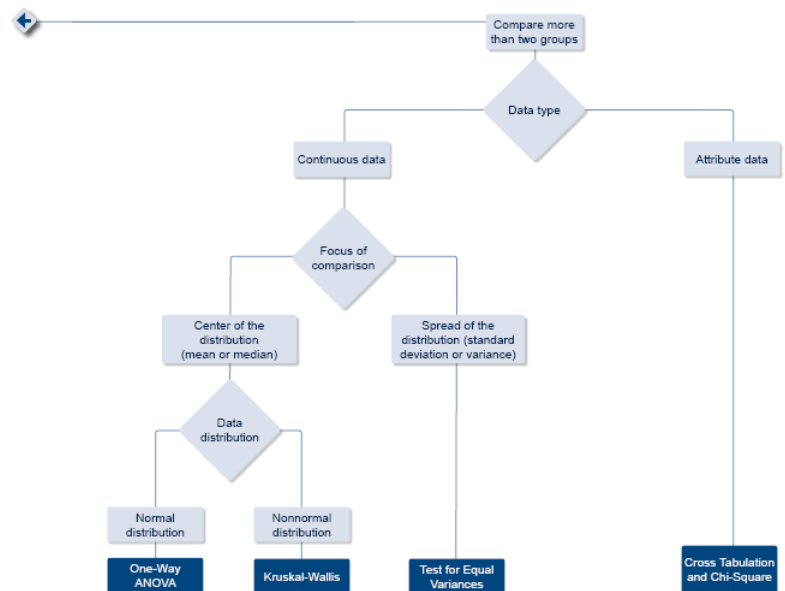 Compare more
than two groups
Data type
Continuous data
Attribute data
Focus of
comparison
Center of the
distribution
(mean or median)
Spread of the
distribution (standard
deviation or variance)
Data
distribution
Normal
distribution
Nonnormal
distribution
One-Way
ANOVA
Kruskal-Wallis
Test for Equal
Variances
Cross Tabulation
and Chi-Square